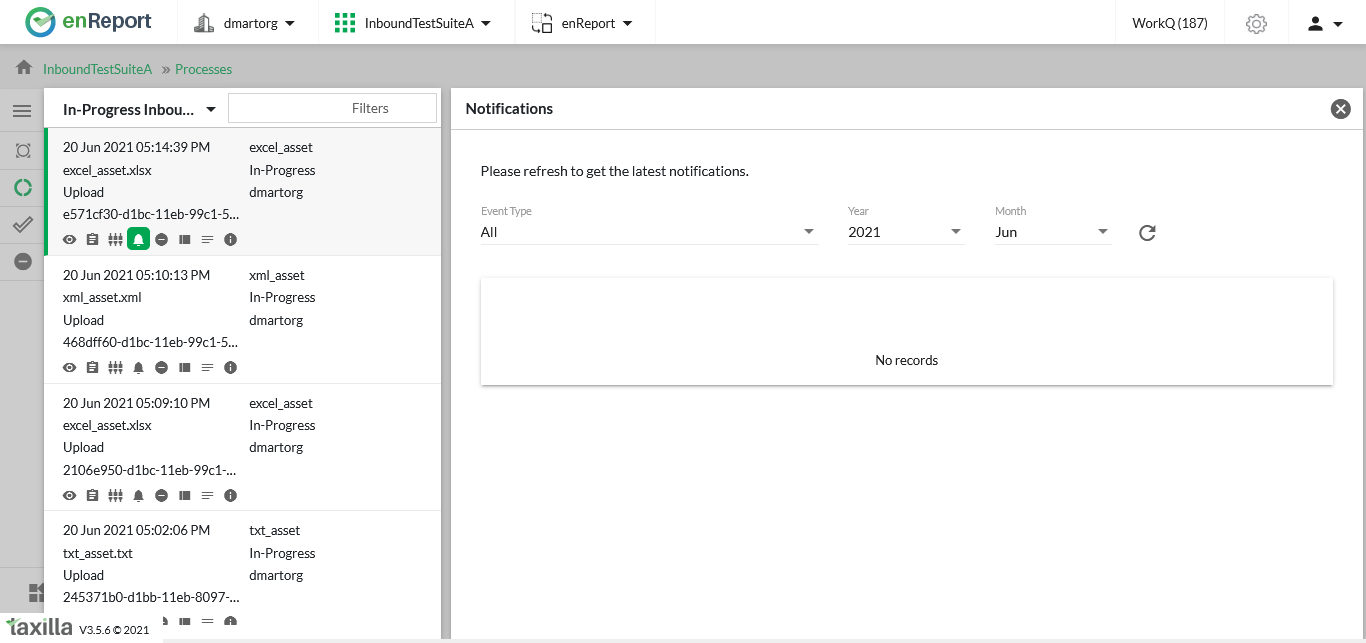 enReport
dmartorg
InboundTestSuiteA
enReport
WorkQ (187)
InboundTestSuiteA » Processes
In-Progress Inbou...
Filters
20 Jun 2021 05:14:39 PM excel_asset
excel_asset.xlsx In-Progress
Upload dmartorg
e571cf30-d1bc-11eb-99c1-5...
20 Jun 2021 05:10:13 PM xml_asset
xml_asset.xml In-Progress
Upload dmartorg
468dff60-d1bc-11eb-99c1-5...
20 Jun 2021 05:09:10 PM excel_asset
excel_asset.xlsx In-Progress
Upload dmartorg
2106e950-d1bc-11eb-99c1-...
20 Jun 2021 05:02:06 PM txt_asset
txt_asset.txt In-Progress
Upload dmartorg
245371b0-d1bb-11eb-8097-...
taxilla V3.5.6 © 2021
Notifications
Please refresh to get the latest notifications.
Event Type Year Month
All 2021 Jun
No records